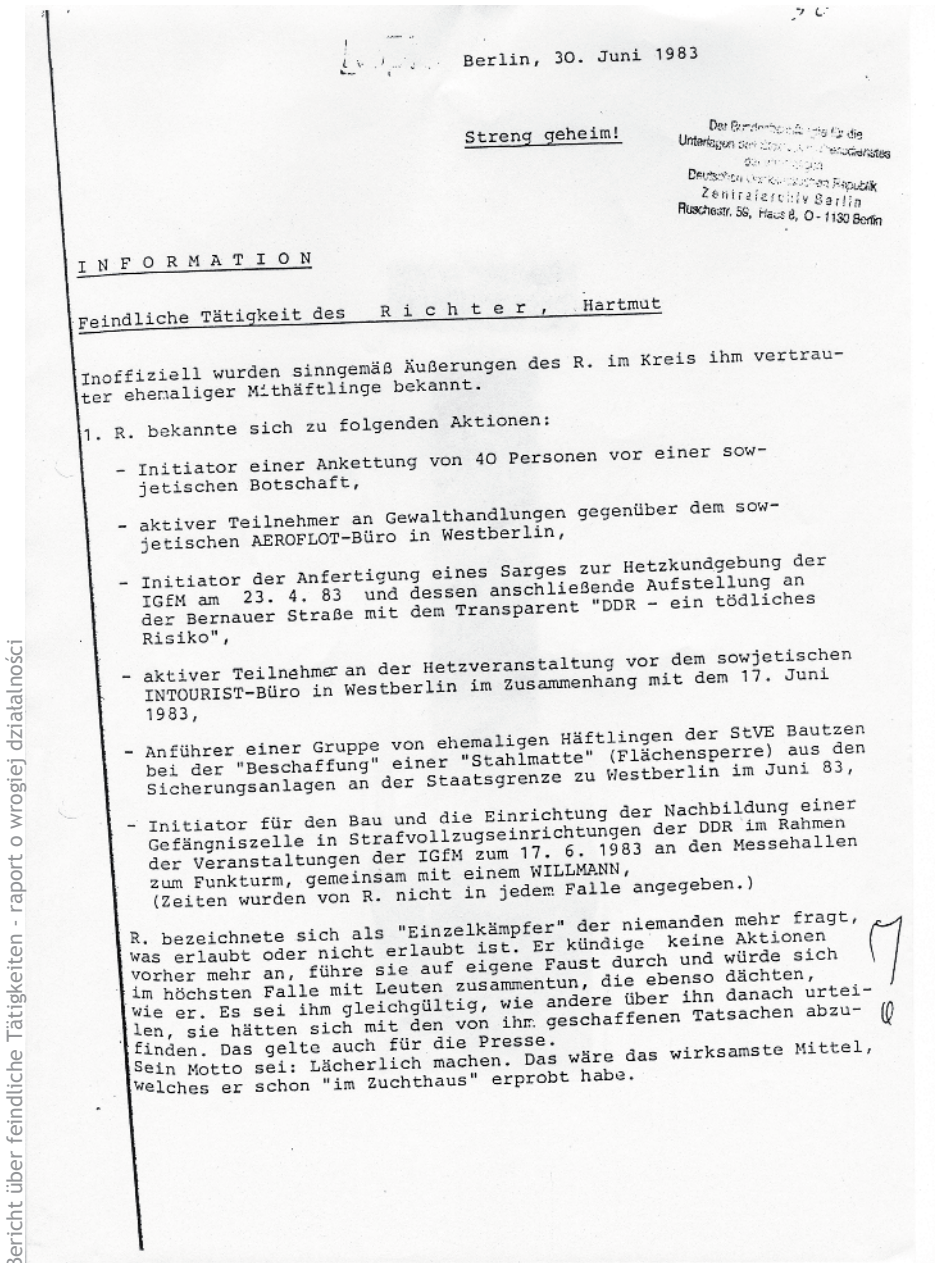 Berlin, 30. Juni 1983
Streng geheim!
für die
Unterlagen
Deutschen Republik
Zentralarchiv Berlin
Ruschestr. 59, Haus 8, O - 1130 Berlin
I N F O R M A T I O N
Feindliche Tätigkeit des R i c h t e r , Hartmut
Inoffiziell wurden sinngemäß Äußerungen des R. im Kreis ihm vertrau-
ter ehemaliger Mithäftlinge bekannt.
1. R. bekannte sich zu folgenden Aktionen:
- Initiator einer Ankettung von 40 Personen vor einer sow-
jetischen Botschaft,
- aktiver Teilnehmer an Gewalthandlungen gegenüber dem sow-
jetischen AEROFLOT-Büro in Westberlin,
- Initiator der Anfertigung eines Sarges zur Hetzkundgebung der
IGfM am 23. 4. 83 und dessen anschließende Aufstellung an
der Bernauer Straße mit dem Transparent "DDR - ein tödliches
Risiko",
- aktiver Teilnehmer an der Hetzveranstaltung vor dem sowjetischen
INTOURIST-Büro in Westberlin im Zusammenhang mit dem 17. Juni
1983,
- Anführer einer Gruppe von ehemaligen Häftlingen der StVE Bautzen
bei der "Beschaffung" einer "Stahlmatte" (Flächensperre) aus den
Sicherungsanlagen an der Staatsgrenze zu Westberlin im Juni 83,
- Initiator für den Bau und die Einrichtung der Nachbildung einer
Gefängniszelle in Strafvollzugseinrichtungen der DDR im Rahmen
der Veranstaltungen der IGfM zum 17. 6. 1983 an den Messehallen
zum Funkturm, gemeinsam mit einem WILLMANN,
(Zeiten wurden von R. nicht in jedem Falle angegeben.)
R. bezeichnete sich als "Einzelkämpfer" der niemanden mehr fragt,
was erlaubt oder nicht erlaubt ist. Er kündige keine Aktionen
vorher mehr an, führe sie auf eigene Faust durch und würde sich
im höchsten Falle mit Leuten zusammentun, die ebenso dächten,
wie er. Es sei ihm gleichgültig, wie andere über ihn danach urtei-
len, sie hätten sich mit den von ihm geschaffenen Tatsachen abzu-
finden. Das gelte auch für die Presse.
Sein Motto sei: Lächerlich machen. Das wäre das wirksamste Mittel,
welches er schon "im Zuchthaus" erprobt habe.
Bericht über feindliche Tätigkeiten - raport o wrogiej działalności